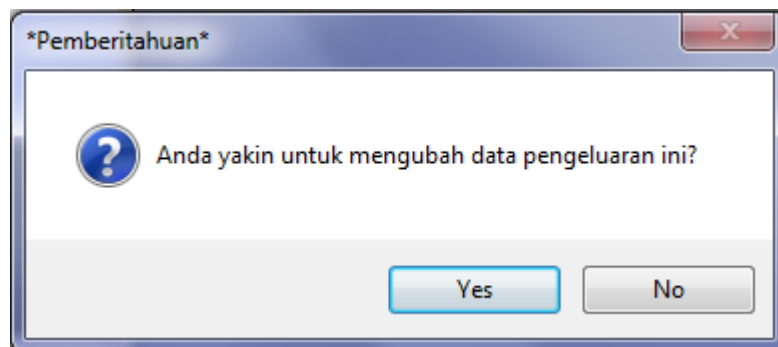 *Pemberitahuan*
Anda yakin untuk mengubah data pengeluaran ini?
Yes
No